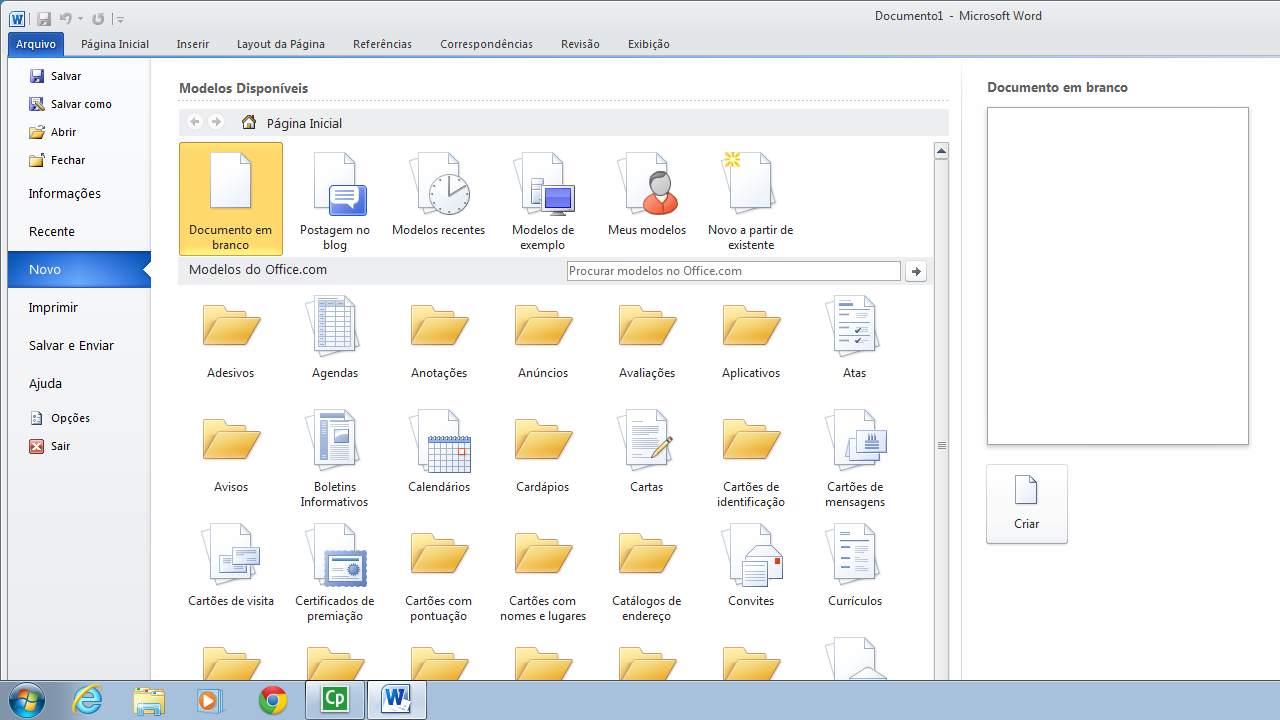 Documento1 - Microsoft Word
Arquivo
Página Inicial
Inserir
Layout da Página
Referências
Correspondências
Revisão
Exibição
Salvar
Salvar como
Abrir
Fechar
Informações
Recente
Novo
Imprimir
Salvar e Enviar
Ajuda
Opções
Sair
Modelos Disponíveis
Página Inicial
Documento em
branco
Postagem no
blog
Modelos recentes
Modelos de
exemplo
Meus modelos
Novo a partir de
existente
Modelos do Office.com
Procurar modelos no Office.com
Adesivos
Agendas
Anotações
Anúncios
Avaliações
Aplicativos
Atas
Avisos
Boletins
Informativos
Calendários
Cardápios
Cartas
Cartões de
identificação
Cartões de
mensagens
Cartões de visita
Certificados de
premiação
Cartões com
pontuação
Cartões com
nomes e lugares
Catálogos de
endereço
Convites
Currículos
Documento em branco
Criar
Cp
W